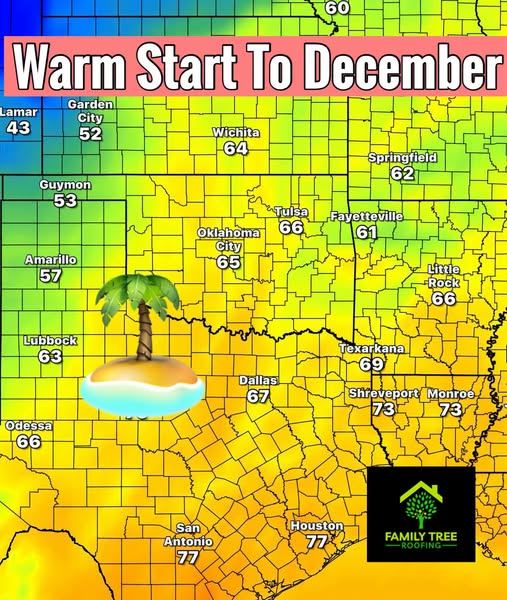 60
Warm Start To December
Lamar
43
Garden
City
52
Wichita
64
Springfield
62
Guymon
53
Tulsa
66
Fayetteville
61
Oklahoma
City
65
Amarillo
57
Little
Rock
66
Lubbock
63
Texarkana
69
Dallas
67
Shreveport
73
Monroe
73
Odessa
66
San
Antonio
77
Houston
77
FAMILY TREE
ROOFING